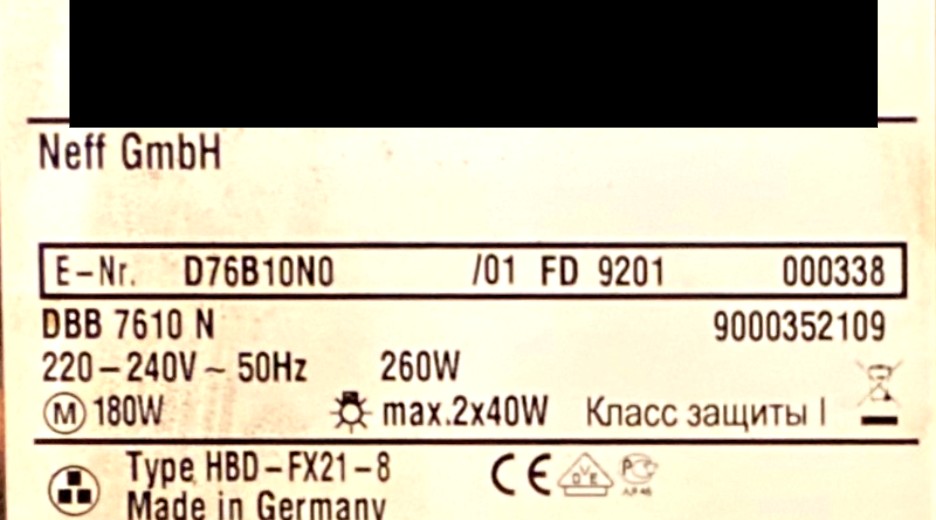 Neff GmbH
E-Nr. D76B10N0 /01 FD 9201 000338
DBB 7610 N 9000352109
220-240V ~ 50Hz 260W
M 180W max.2x40W Класс защиты I
Type HBD-FX21-8 CE
Made in Germany